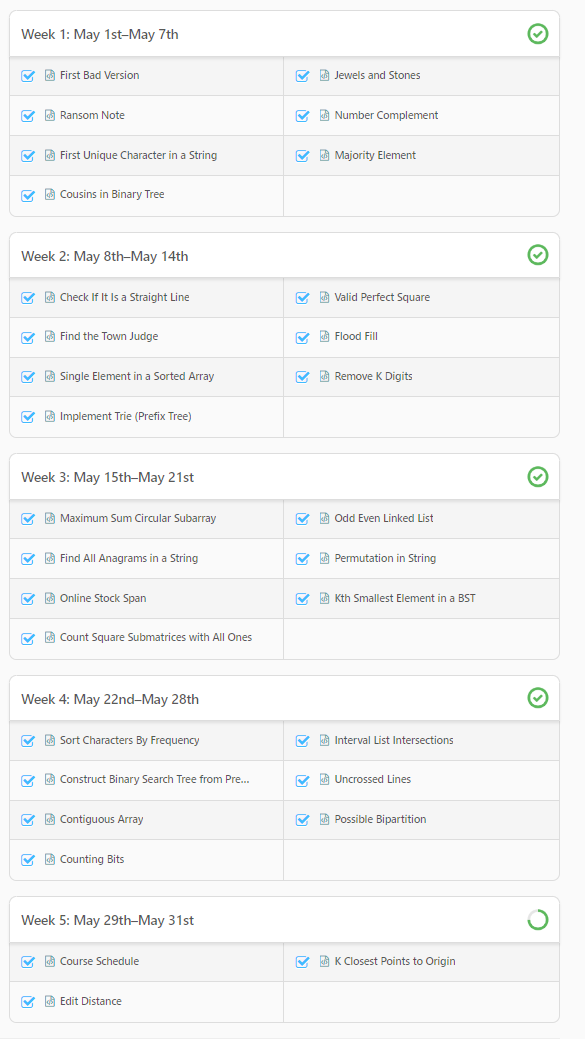 Week 1: May 1st–May 7th
First Bad Version
Jewels and Stones
Ransom Note
Number Complement
First Unique Character in a String
Majority Element
Cousins in Binary Tree
Week 2: May 8th–May 14th
Check If It Is a Straight Line
Valid Perfect Square
Find the Town Judge
Flood Fill
Single Element in a Sorted Array
Remove K Digits
Implement Trie (Prefix Tree)
Week 3: May 15th–May 21st
Maximum Sum Circular Subarray
Odd Even Linked List
Find All Anagrams in a String
Permutation in String
Online Stock Span
Kth Smallest Element in a BST
Count Square Submatrices with All Ones
Week 4: May 22nd–May 28th
Sort Characters By Frequency
Interval List Intersections
Construct Binary Search Tree from Pre...
Uncrossed Lines
Contiguous Array
Possible Bipartition
Counting Bits
Week 5: May 29th–May 31st
Course Schedule
K Closest Points to Origin
Edit Distance